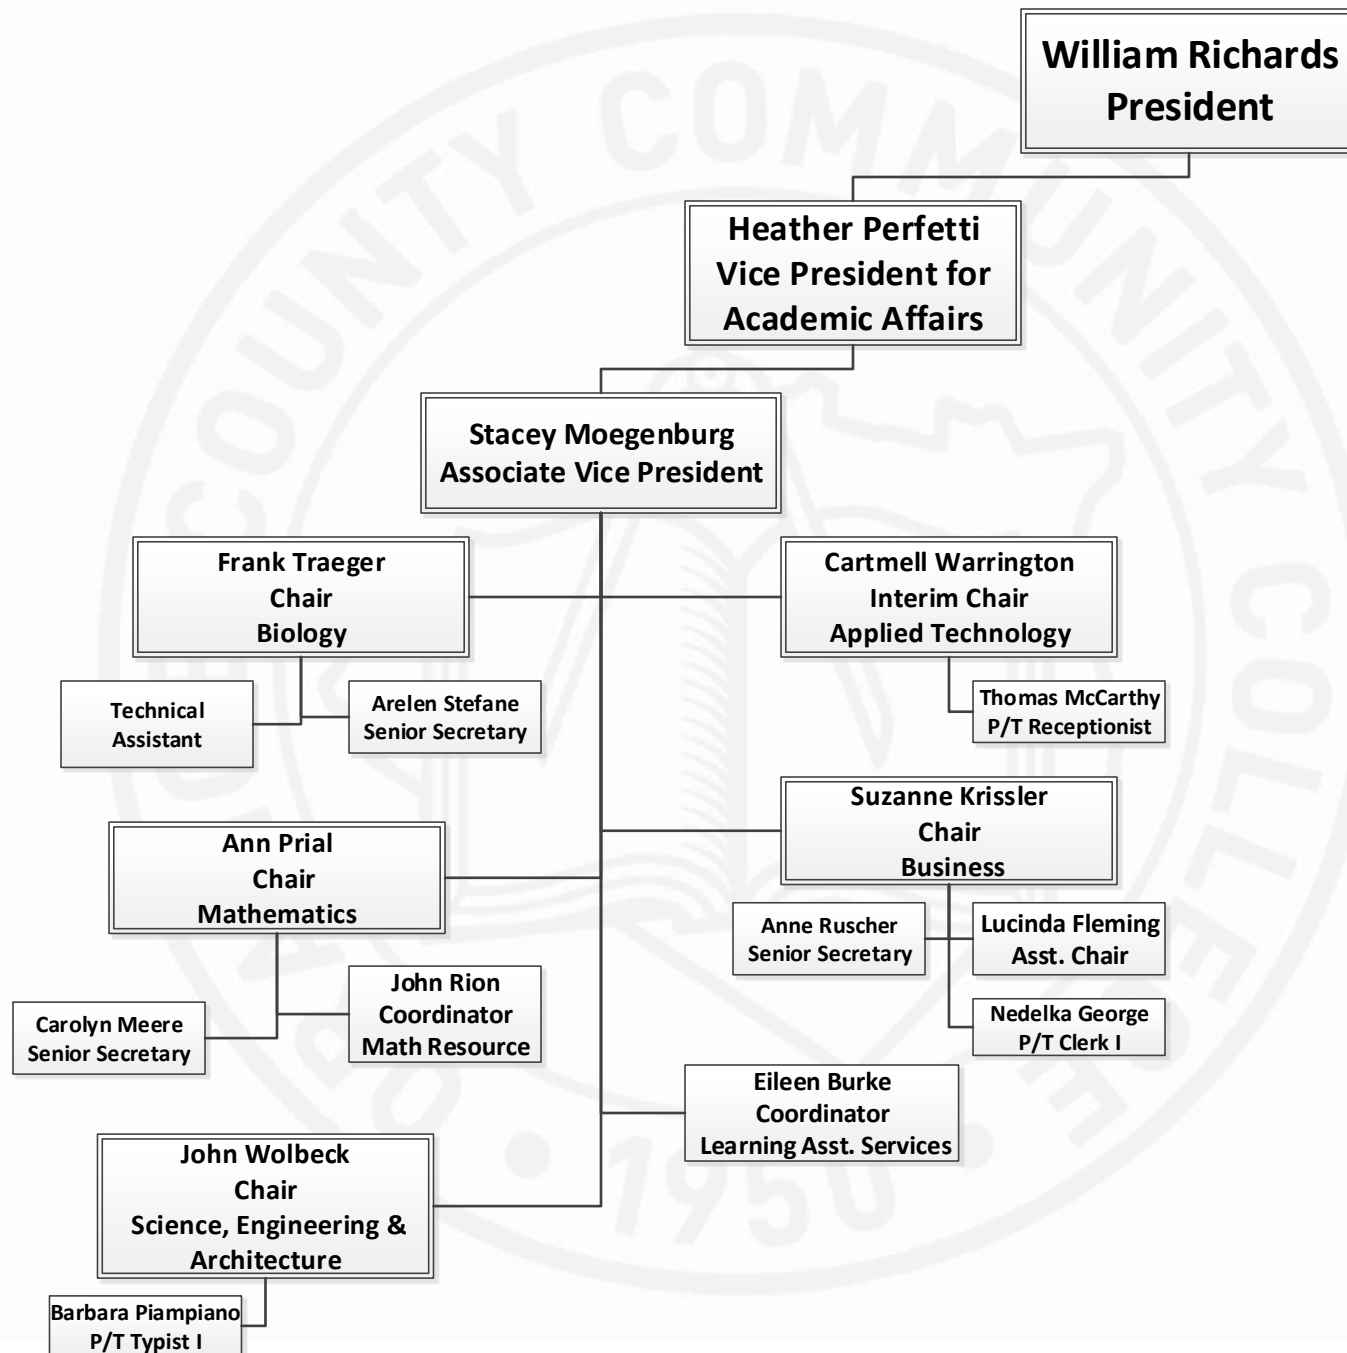 William Richards
President
Heather Perfetti
Vice President for
Academic Affairs
Stacey Moegenburg
Associate Vice President
Frank Traeger
Chair
Biology
Cartmell Warrington
Interim Chair
Applied Technology
Technical
Assistant
Arelen Stefane
Senior Secretary
Thomas McCarthy
P/T Receptionist
Suzanne Krissler
Chair
Business
Ann Prial
Chair
Mathematics
Anne Ruscher
Senior Secretary
Lucinda Fleming
Asst. Chair
Carolyn Meere
Senior Secretary
John Rion
Coordinator
Math Resource
Nedelka George
P/T Clerk I
Eileen Burke
Coordinator
Learning Asst. Services
John Wolbeck
Chair
Science, Engineering &
Architecture
Barbara Piampiano
P/T Typist I
COUNTY COMMUNITY COLLEGE
1950